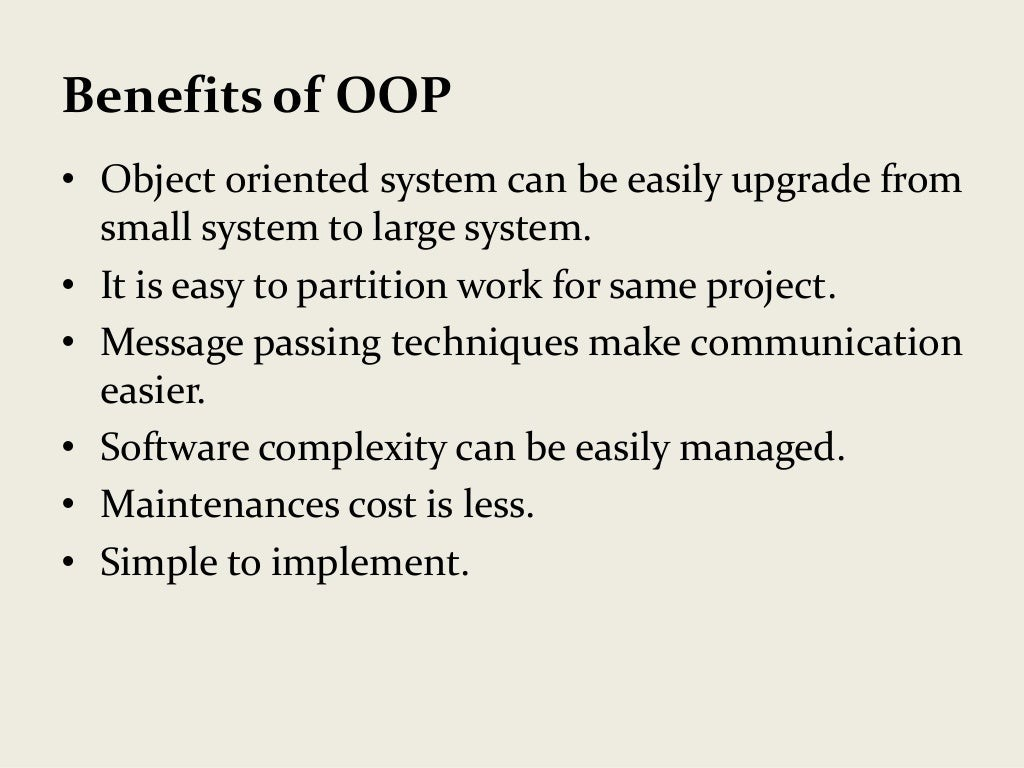 Benefits of OOP
• Object oriented system can be easily upgrade from
small system to large system.
• It is easy to partition work for same project.
• Message passing techniques make communication
easier.
• Software complexity can be easily managed.
• Maintenances cost is less.
• Simple to implement.